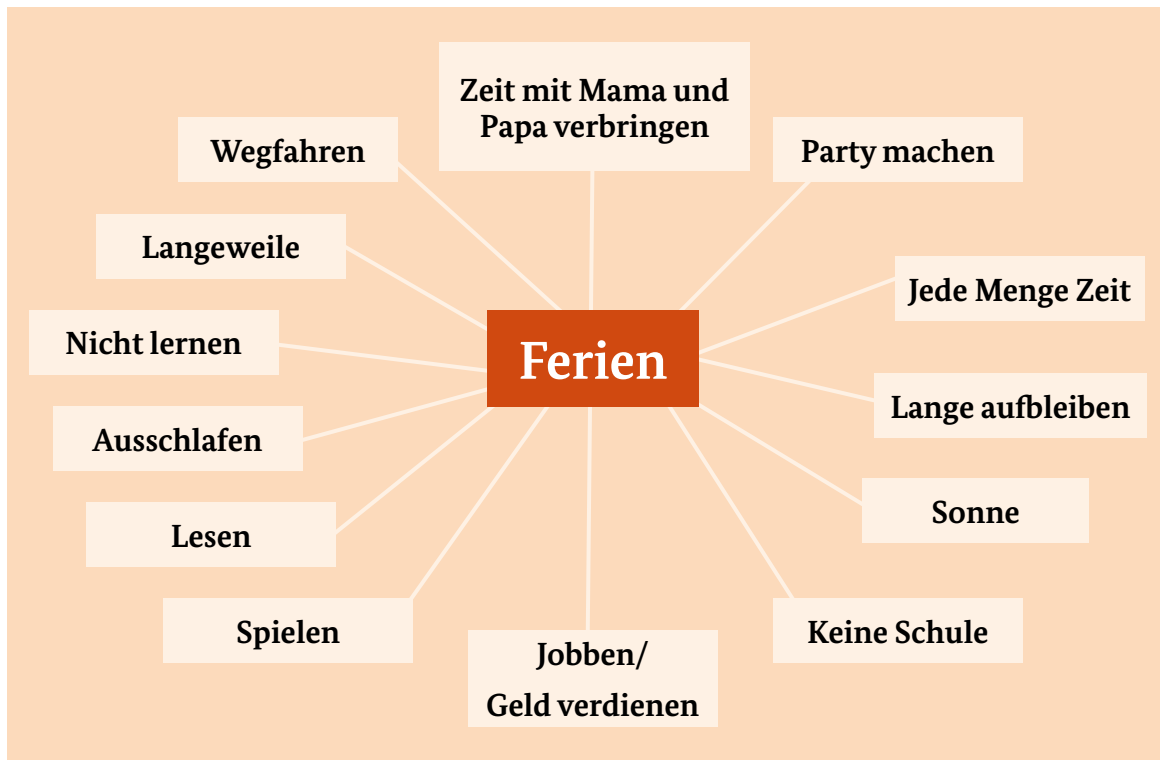 Zeit mit Mama und
Papa verbringen
Wegfahren
Party machen
Langeweile
Jede Menge Zeit
Nicht lernen
Ferien
Lange aufbleiben
Ausschlafen
Sonne
Lesen
Spielen
Keine Schule
Jobben/
Geld verdienen